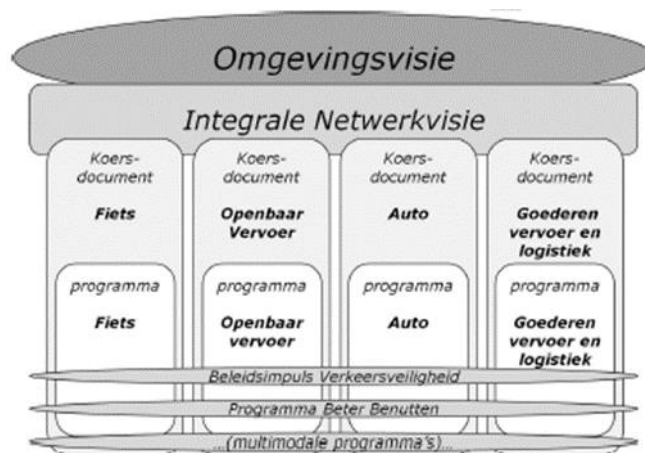 Omgevingsvisie
Integrale Netwerkvisie
Koers-
document
Fiets
Koers-
document
Openbaar
Vervoer
Koers-
document
Auto
Koers-
document
Goederen
vervoer en
logistiek
programma
Fiets
programma
Openbaar
vervoer
programma
Auto
programma
Goederen
vervoer en
logistiek
Beleidsimpuls Verkeersveiligheid
Programma Beter Benutten
...(multimodale programma's)...